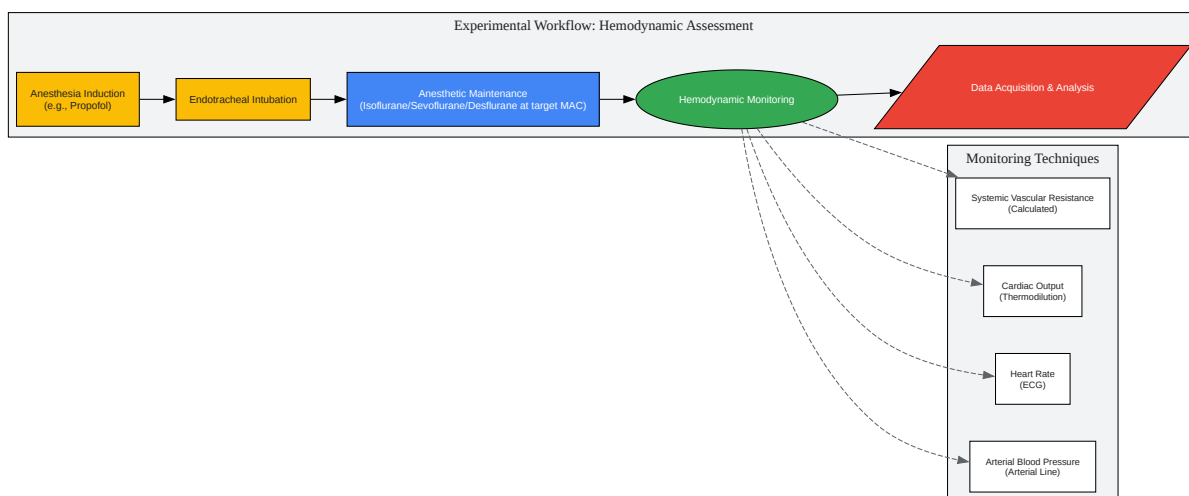 Experimental Workflow: Hemodynamic Assessment
Anesthesia Induction
(e.g., Propofol)
Endotracheal Intubation
Anesthetic Maintenance
(Isoflurane/Sevoflurane/Desflurane at target MAC)
Hemodynamic Monitoring
Data Acquisition & Analysis
Monitoring Techniques
Systemic Vascular Resistance
(Calculated)
Cardiac Output
(Thermodilution)
Heart Rate
(ECG)
Arterial Blood Pressure
(Arterial Line)